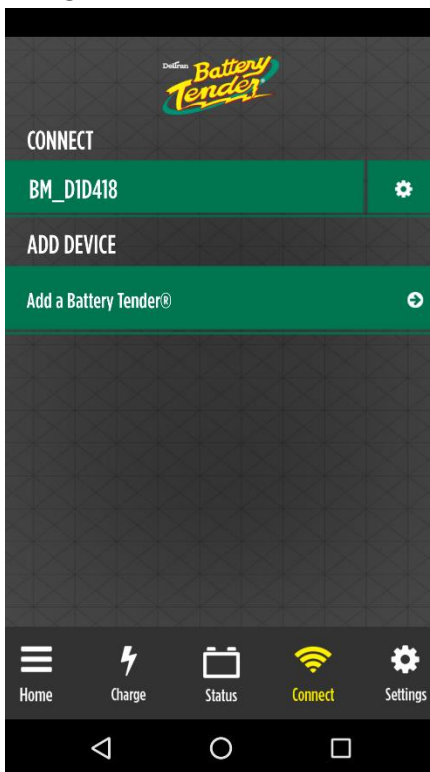 Deltran Battery
Tender®
CONNECT
BM_D1D418
ADD DEVICE
Add a Battery Tender®
Home Charge Status Connect Settings